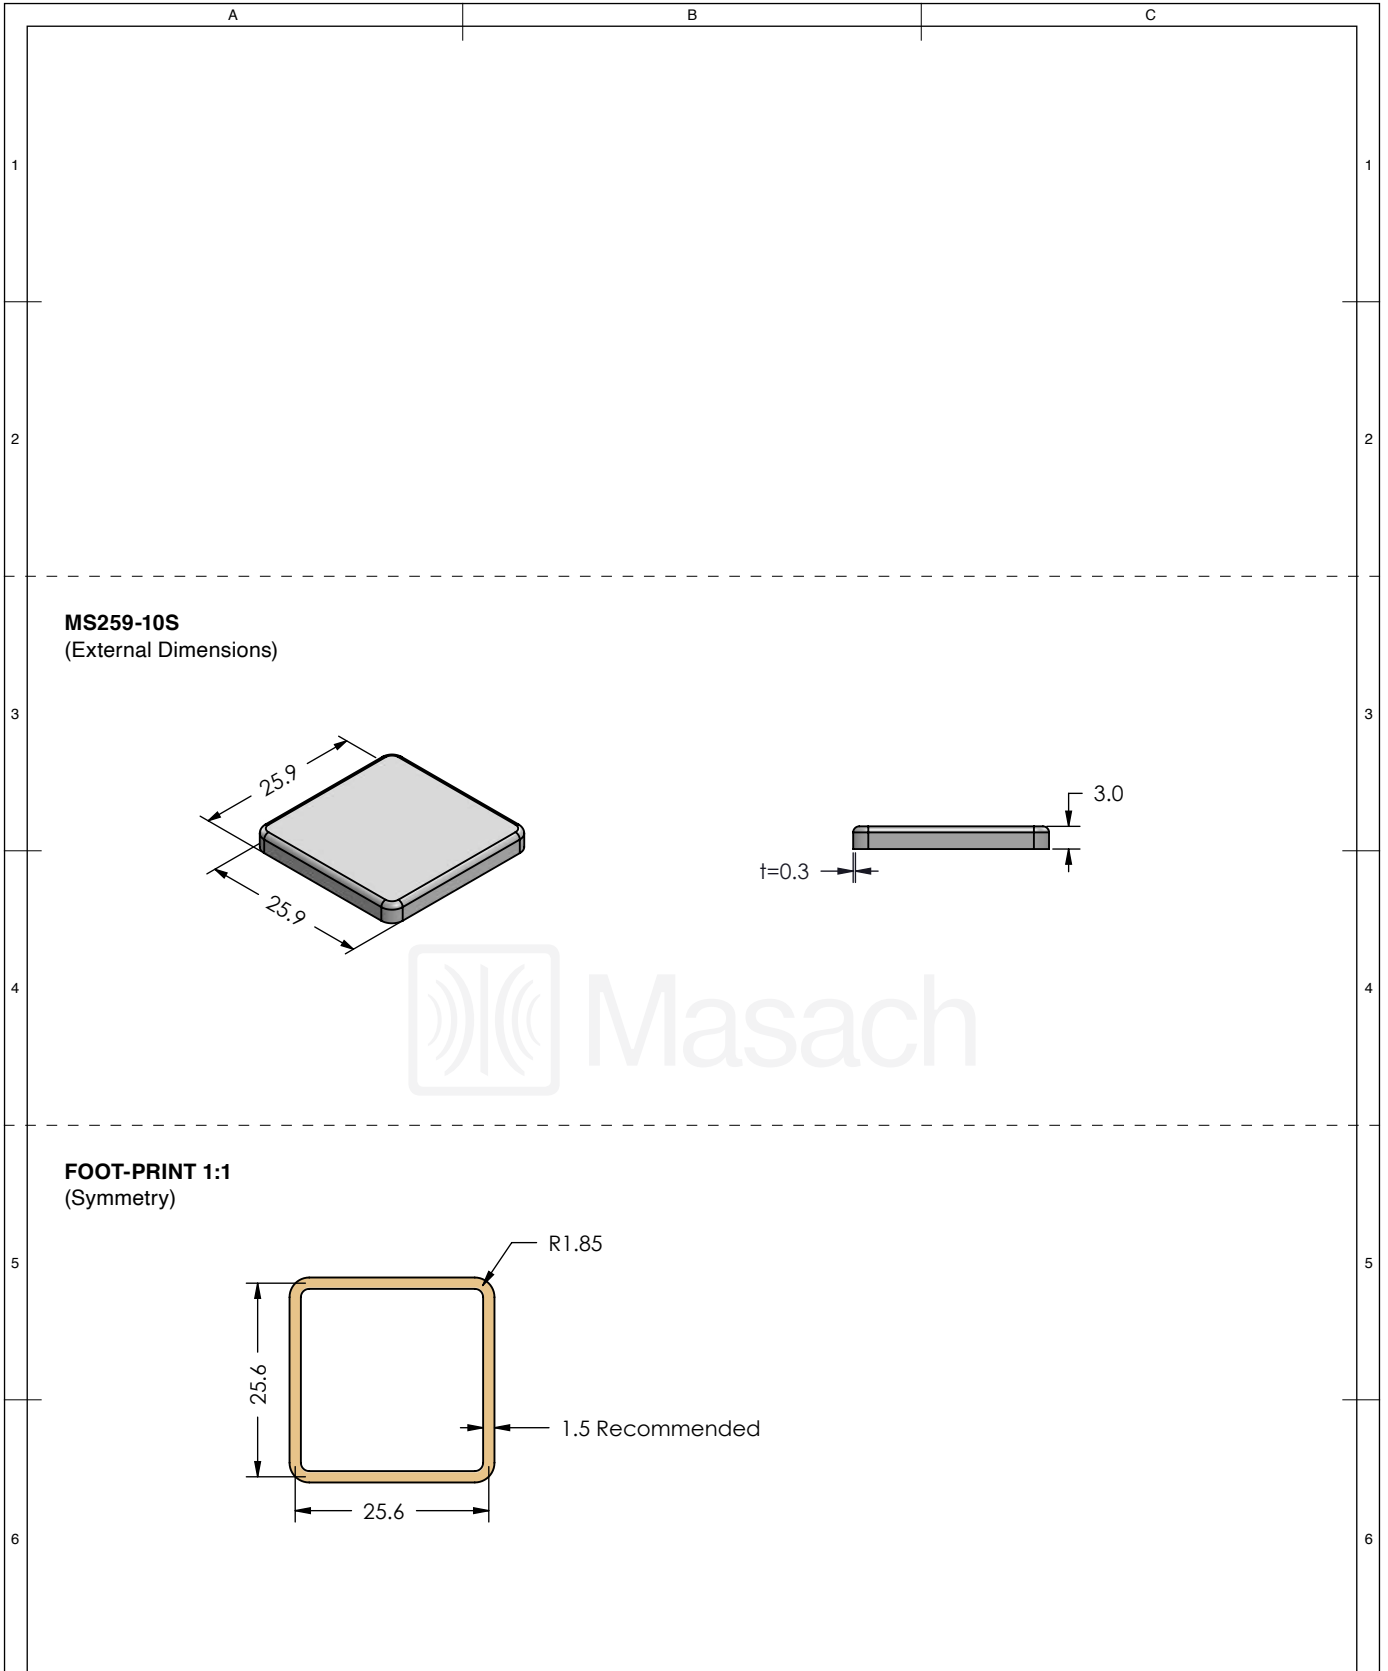 A B C
1 1
2 2
MS259-10S
(External Dimensions)
3 3
25.9
3.0
t=0.3
25.9
4 4
Masach
FOOT-PRINT 1:1
(Symmetry)
R1.85
5 5
25.6
1.5 Recommended
25.6
6 6